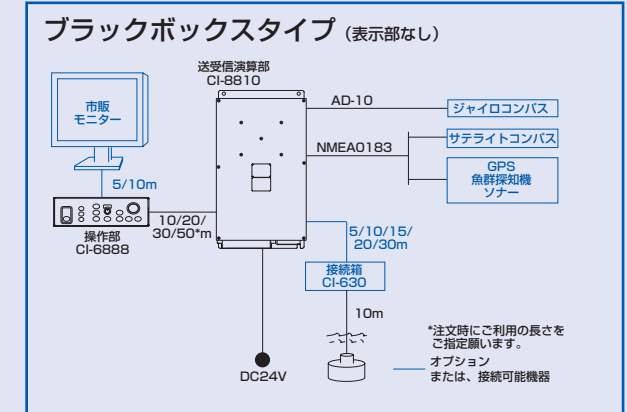 ブラックボックスタイプ（表示部なし）
送受信演算部
CI-8810
市販
モニター
AD-10
ジャイロコンパス
サテライトコンパス
NMEA0183
GPS
魚群探知機
ソナー
5/10m
10/20/
30/50*m
操作部
CI-6888
5/10/15/
20/30m
接続箱
CI-630
10m
*注文時にご利用の長さを
ご指定願います。
オプション
または、接続可能機器
DC24V